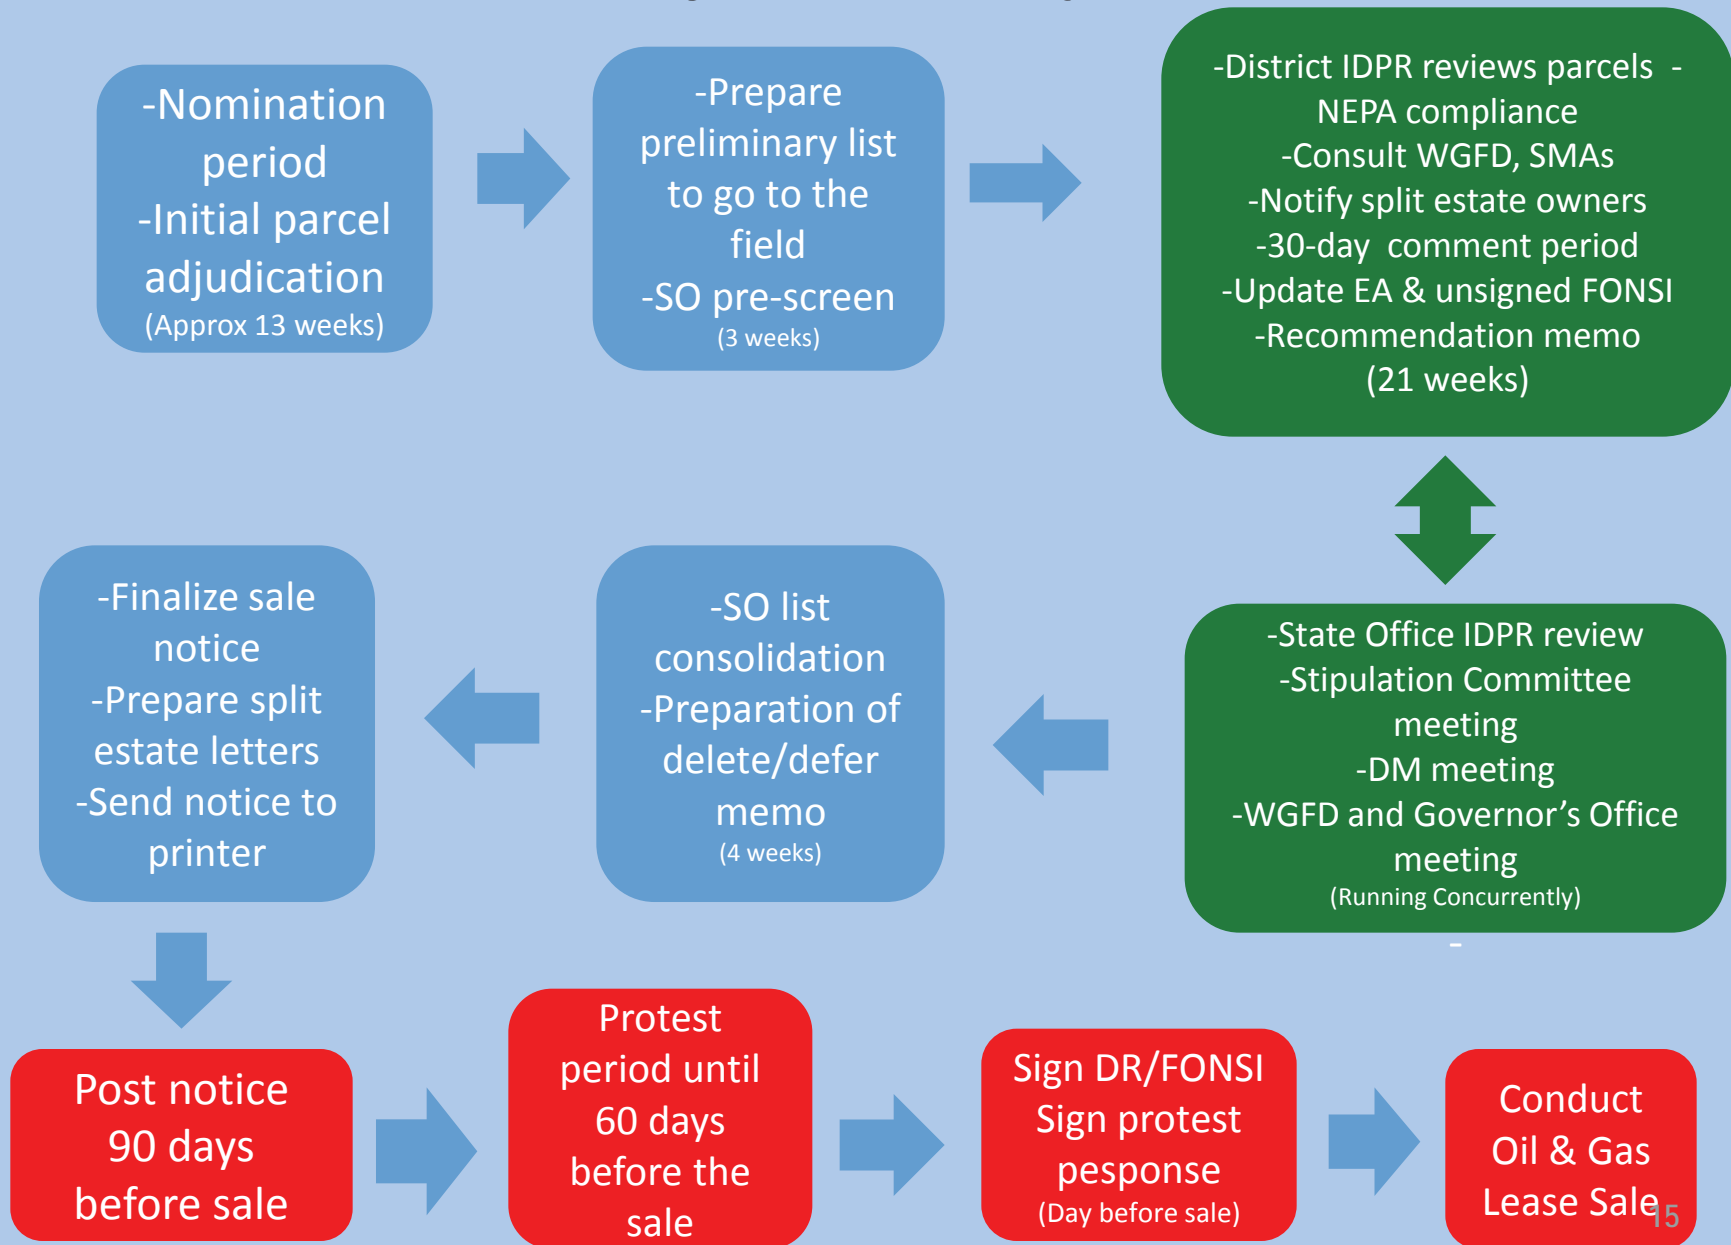 -Nomination
period
-Initial parcel
adjudication
(Approx 13 weeks)
-Prepare
preliminary list
to go to the
field
-SO pre-screen
(3 weeks)
-District IDPR reviews parcels -
NEPA compliance
-Consult WGFD, SMAs
-Notify split estate owners
-30-day comment period
-Update EA & unsigned FONSI
-Recommendation memo
(21 weeks)
-State Office IDPR review
-Stipulation Committee
meeting
-DM meeting
-WGFD and Governor's Office
meeting
(Running Concurrently)
-
-SO list
consolidation
-Preparation of
delete/defer
memo
(4 weeks)
-Finalize sale
notice
-Prepare split
estate letters
-Send notice to
printer
Post notice
90 days
before sale
Protest
period until
60 days
before the
sale
Sign DR/FONSI
Sign protest
pesponse
(Day before sale)
Conduct
Oil & Gas
Lease Sale
15